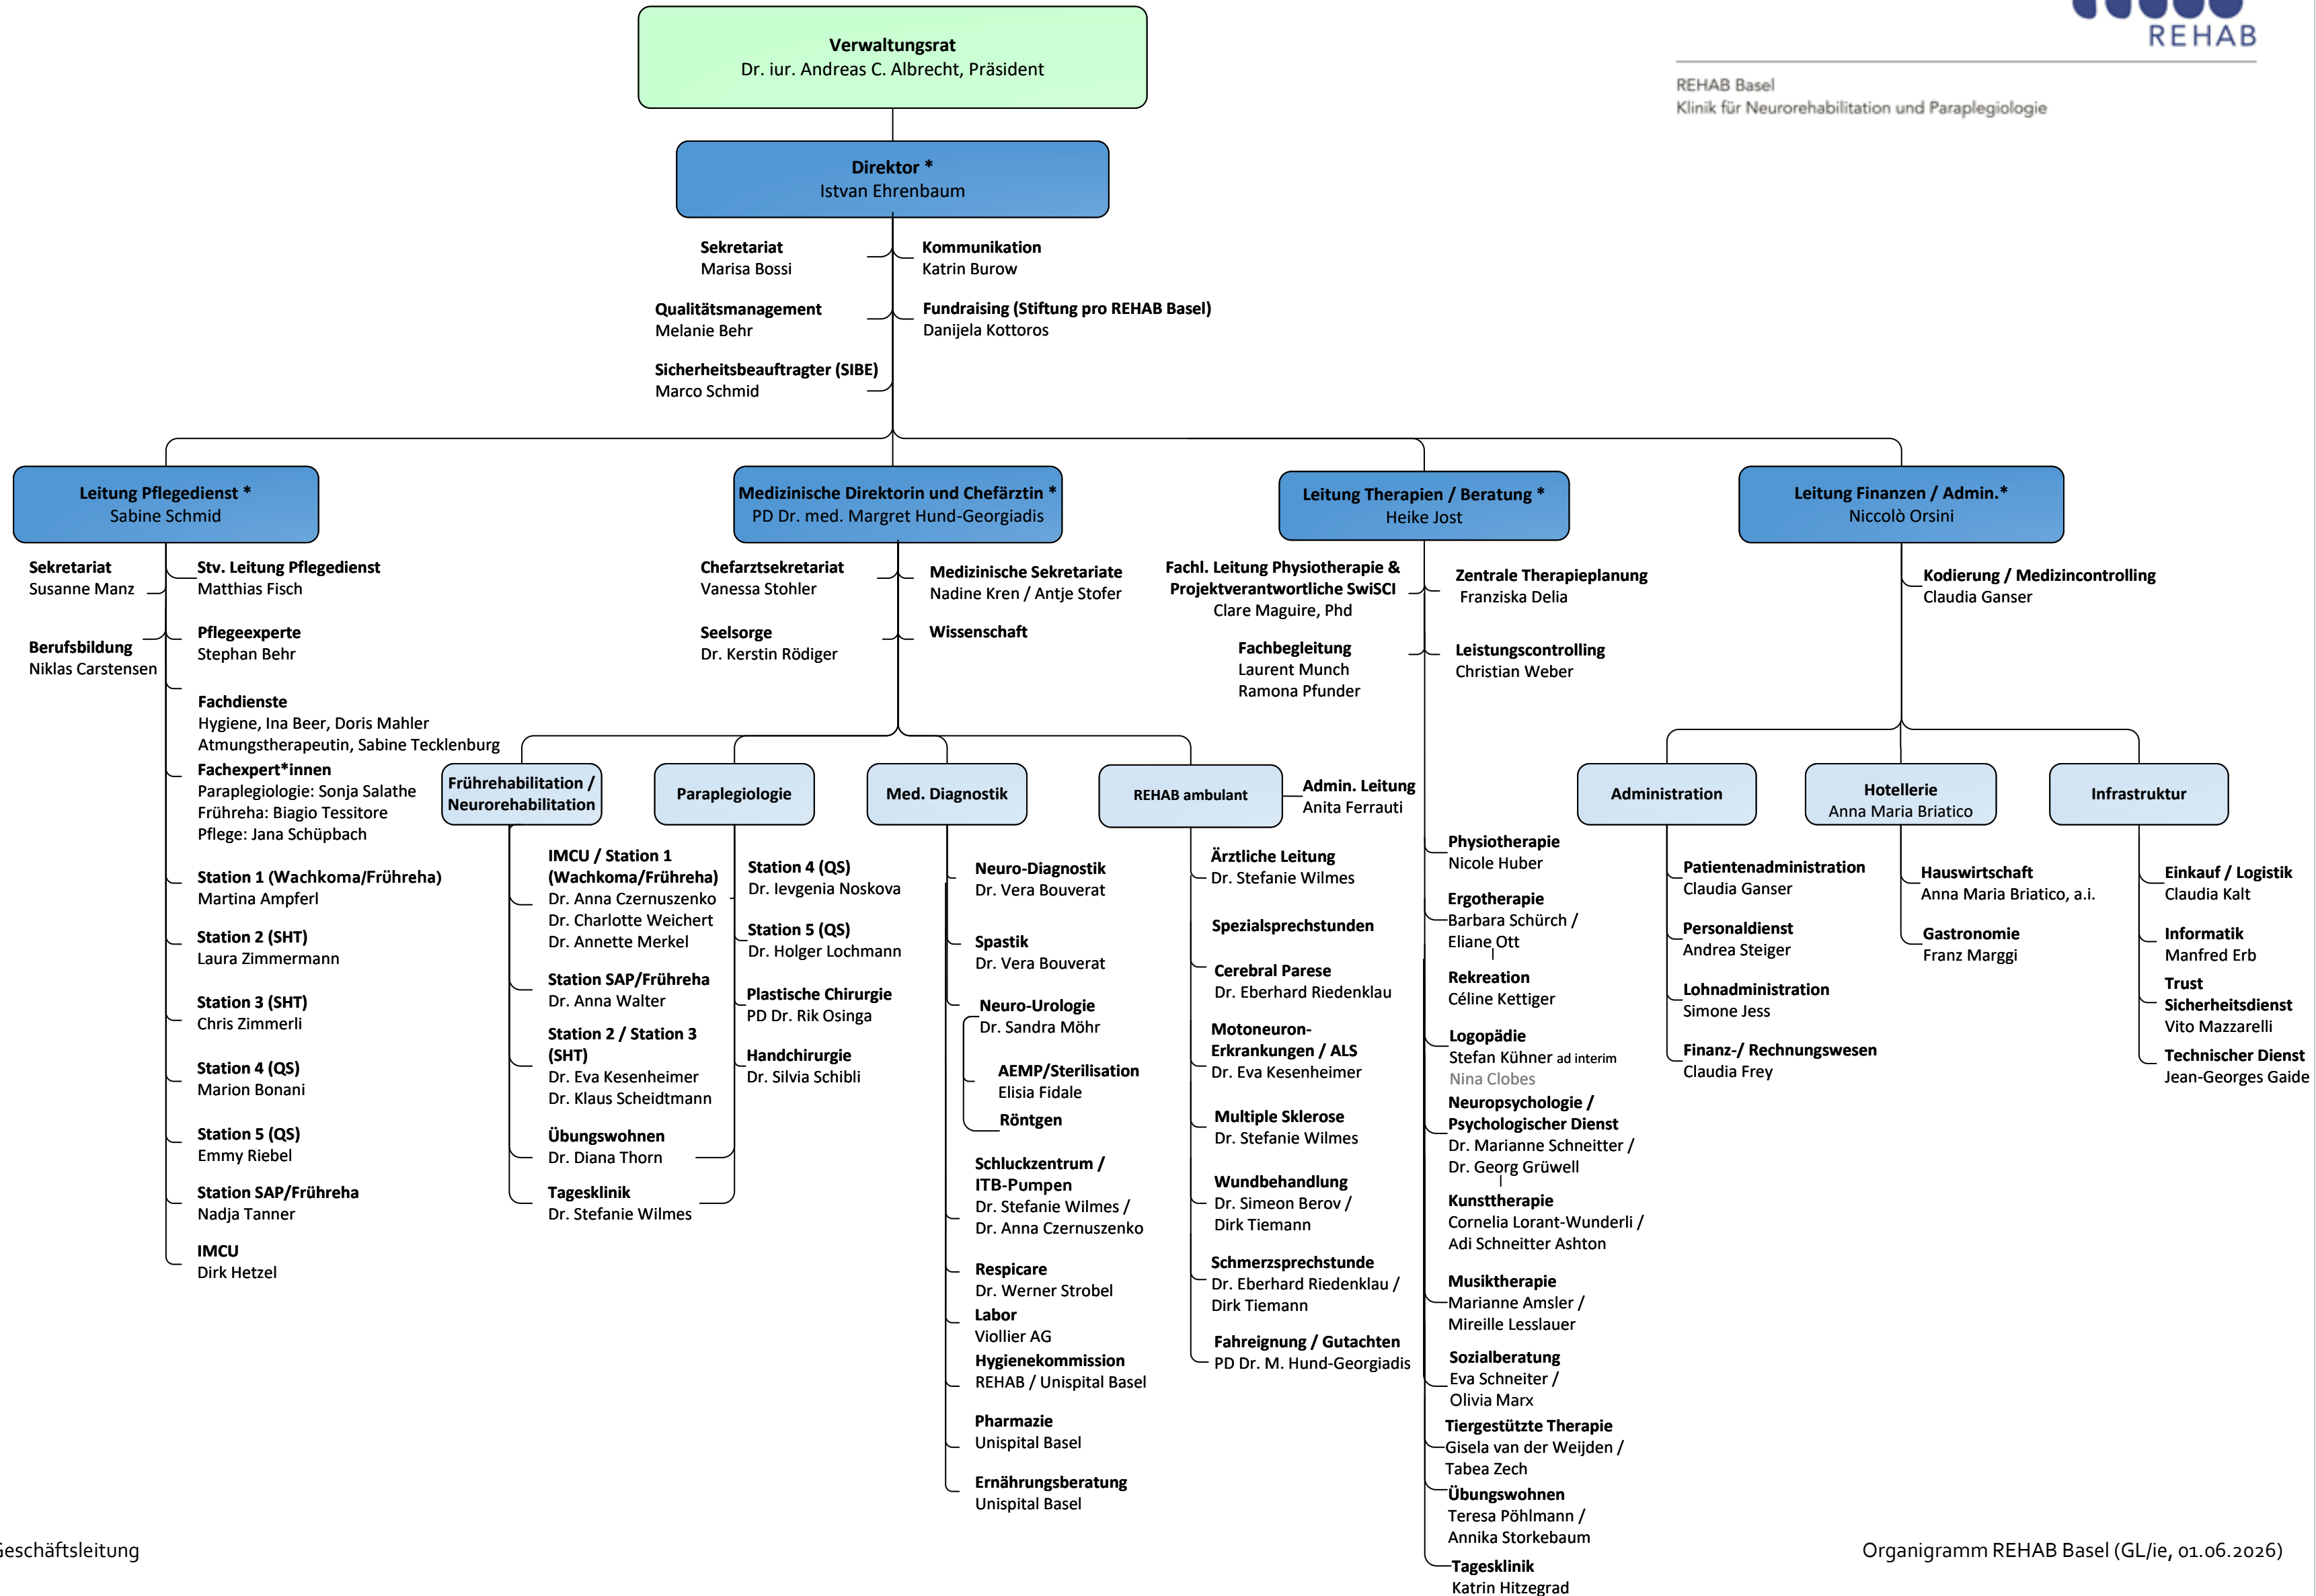 REHAB
REHAB Basel
Klinik für Neurorehabilitation und Paraplegiologie
Verwaltungsrat
Dr. iur. Andreas C. Albrecht, Präsident
Direktor *
Istvan Ehrenbaum
Sekretariat
Marisa Bossi
Kommunikation
Katrin Burow
Qualitätsmanagement
Melanie Behr
Fundraising (Stiftung pro REHAB Basel)
Danijela Kottoros
Sicherheitsbeauftragter (SIBE)
Marco Schmid
Leitung Pflegedienst *
Sabine Schmid
Sekretariat
Susanne Manz
Stv. Leitung Pflegedienst
Matthias Fisch
Berufsbildung
Niklas Carstensen
Pflegeexperte
Stephan Behr
Fachdienste
Hygiene, Ina Beer, Doris Mahler
Atmungstherapeutin, Sabine Tecklenburg
Fachexpert*innen
Paraplegiologie: Sonja Salathe
Frühreha: Biagio Tessitore
Pflege: Jana Schüpbach
Station 1 (Wachkoma/Frühreha)
Martina Ampferl
Station 2 (SHT)
Laura Zimmermann
Station 3 (SHT)
Chris Zimmerli
Station 4 (QS)
Marion Bonani
Station 5 (QS)
Emmy Riebel
Station SAP/Frühreha
Nadja Tanner
IMCU
Dirk Hetzel
Medizinische Direktorin und Chefärztin *
PD Dr. med. Margret Hund-Georgiadis
Chefarztsekretariat
Vanessa Stohler
Medizinische Sekretariate
Nadine Kren / Antje Stofer
Seelsorge
Dr. Kerstin Rödiger
Wissenschaft
Frührehabilitation /
Neurorehabilitation
IMCU / Station 1
(Wachkoma/Frühreha)
Dr. Anna Czernuszenko
Dr. Charlotte Weichert
Dr. Annette Merkel
Station SAP/Frühreha
Dr. Anna Walter
Station 2 / Station 3
(SHT)
Dr. Eva Kesenheimer
Dr. Klaus Scheidtmann
Übungswohnen
Dr. Diana Thorn
Tagesklinik
Dr. Stefanie Wilmes
Paraplegiologie
Station 4 (QS)
Dr. Ievgenia Noskova
Station 5 (QS)
Dr. Holger Lochmann
Plastische Chirurgie
PD Dr. Rik Osinga
Handchirurgie
Dr. Silvia Schibli
Med. Diagnostik
Neuro-Diagnostik
Dr. Vera Bouverat
Spastik
Dr. Vera Bouverat
Neuro-Urologie
Dr. Sandra Möhr
AEMP/Sterilisation
Elisia Fidale
Röntgen
Schluckzentrum /
ITB-Pumpen
Dr. Stefanie Wilmes /
Dr. Anna Czernuszenko
Respicare
Dr. Werner Strobel
Labor
Viollier AG
Hygienekommission
REHAB / Unispital Basel
Pharmazie
Unispital Basel
Ernährungsberatung
Unispital Basel
REHAB ambulant
Admin. Leitung
Anita Ferrauti
Ärztliche Leitung
Dr. Stefanie Wilmes
Spezialsprechstunden
Cerebral Parese
Dr. Eberhard Riedenklau
Motoneuron-
Erkrankungen / ALS
Dr. Eva Kesenheimer
Multiple Sklerose
Dr. Stefanie Wilmes
Wundbehandlung
Dr. Simeon Berov /
Dirk Tiemann
Schmerzsprechstunde
Dr. Eberhard Riedenklau /
Dirk Tiemann
Fahreignung / Gutachten
PD Dr. M. Hund-Georgiadis
Leitung Therapien / Beratung *
Heike Jost
Fachl. Leitung Physiotherapie &
Projektverantwortliche SwiSCI
Clare Maguire, Phd
Zentrale Therapieplanung
Franziska Delia
Fachbegleitung
Laurent Munch
Ramona Pfunder
Leistungscontrolling
Christian Weber
Physiotherapie
Nicole Huber
Ergotherapie
Barbara Schürch /
Eliane Ott
Rekreation
Céline Kettiger
Logopädie
Stefan Kühner ad interim
Nina Clobes
Neuropsychologie /
Psychologischer Dienst
Dr. Marianne Schneitter /
Dr. Georg Grüwell
Kunsttherapie
Cornelia Lorant-Wunderli /
Adi Schneitter Ashton
Musiktherapie
Marianne Amsler /
Mireille Lesslauer
Sozialberatung
Eva Schneiter /
Olivia Marx
Tiergestützte Therapie
Gisela van der Weijden /
Tabea Zech
Übungswohnen
Teresa Pöhlmann /
Annika Storkebaum
Tagesklinik
Katrin Hitzegrad
Leitung Finanzen / Admin.*
Niccolò Orsini
Kodierung / Medizincontrolling
Claudia Ganser
Administration
Patientenadministration
Claudia Ganser
Personaldienst
Andrea Steiger
Lohnadministration
Simone Jess
Finanz-/ Rechnungswesen
Claudia Frey
Hotellerie
Anna Maria Briatico
Hauswirtschaft
Anna Maria Briatico, a.i.
Gastronomie
Franz Marggi
Infrastruktur
Einkauf / Logistik
Claudia Kalt
Informatik
Manfred Erb
Trust
Sicherheitsdienst
Vito Mazzarelli
Technischer Dienst
Jean-Georges Gaide
Geschäftsleitung
Organigramm REHAB Basel (GL/ie, 01.06.2026)